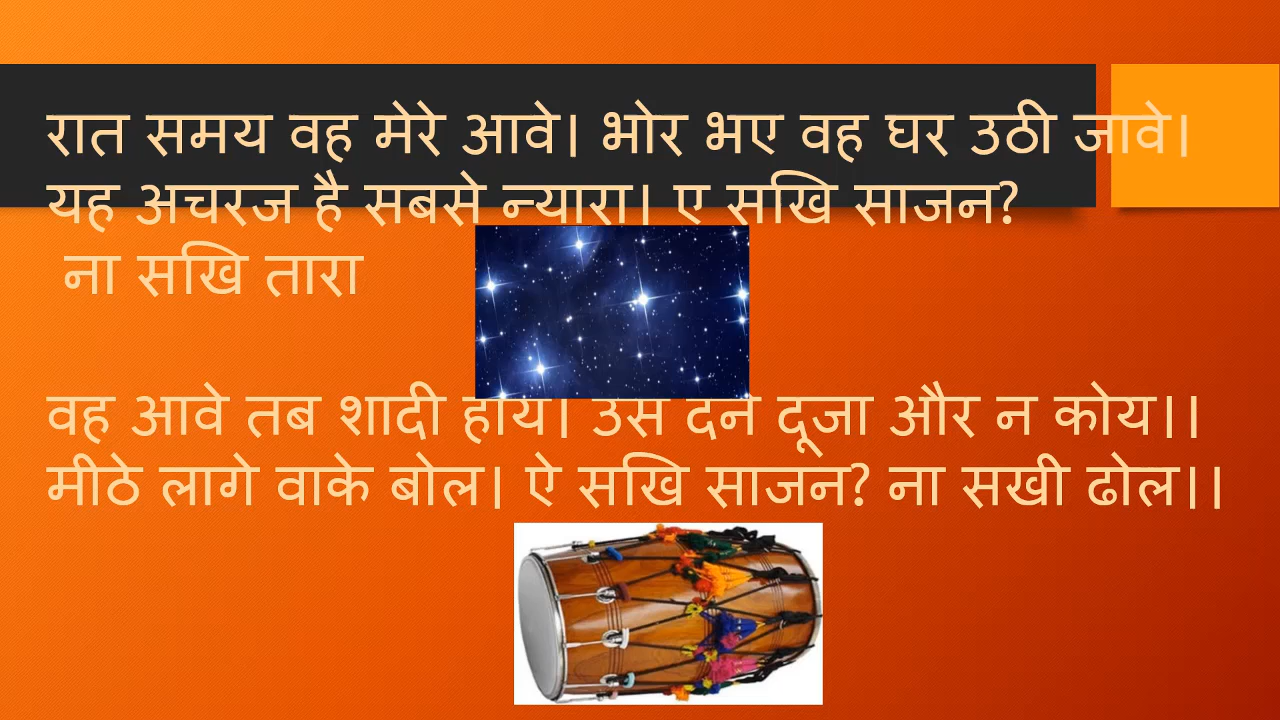 रात समय वह मेरे आवे। भोर भए वह घर उठी जावे।
यह अचरज है सबसे न्यारा। ए सखि साजन?
ना सखि तारा
वह आवे तब शादी होय। उस दन दूजा और न कोय।।
मीठे लागे वाके बोल। ऐ सखि साजन? ना सखी ढोल।।